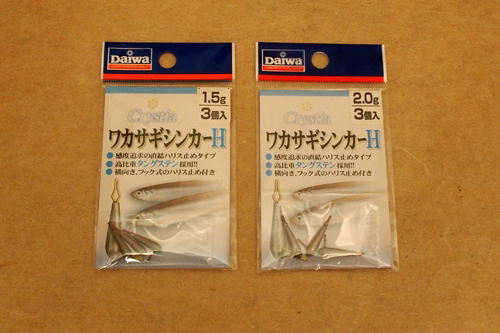 Daiwa
1.5g
3個入
Crystia
ワカサギシンカーH
感度追求の直結ハリス止めタイプ
高比重タングステン採用!!
横向き、フック式のハリス止め付き
Daiwa
2.0g
3個入
Crystia
ワカサギシンカーH
感度追求の直結ハリス止めタイプ
高比重タングステン採用!!
横向き、フック式のハリス止め付き